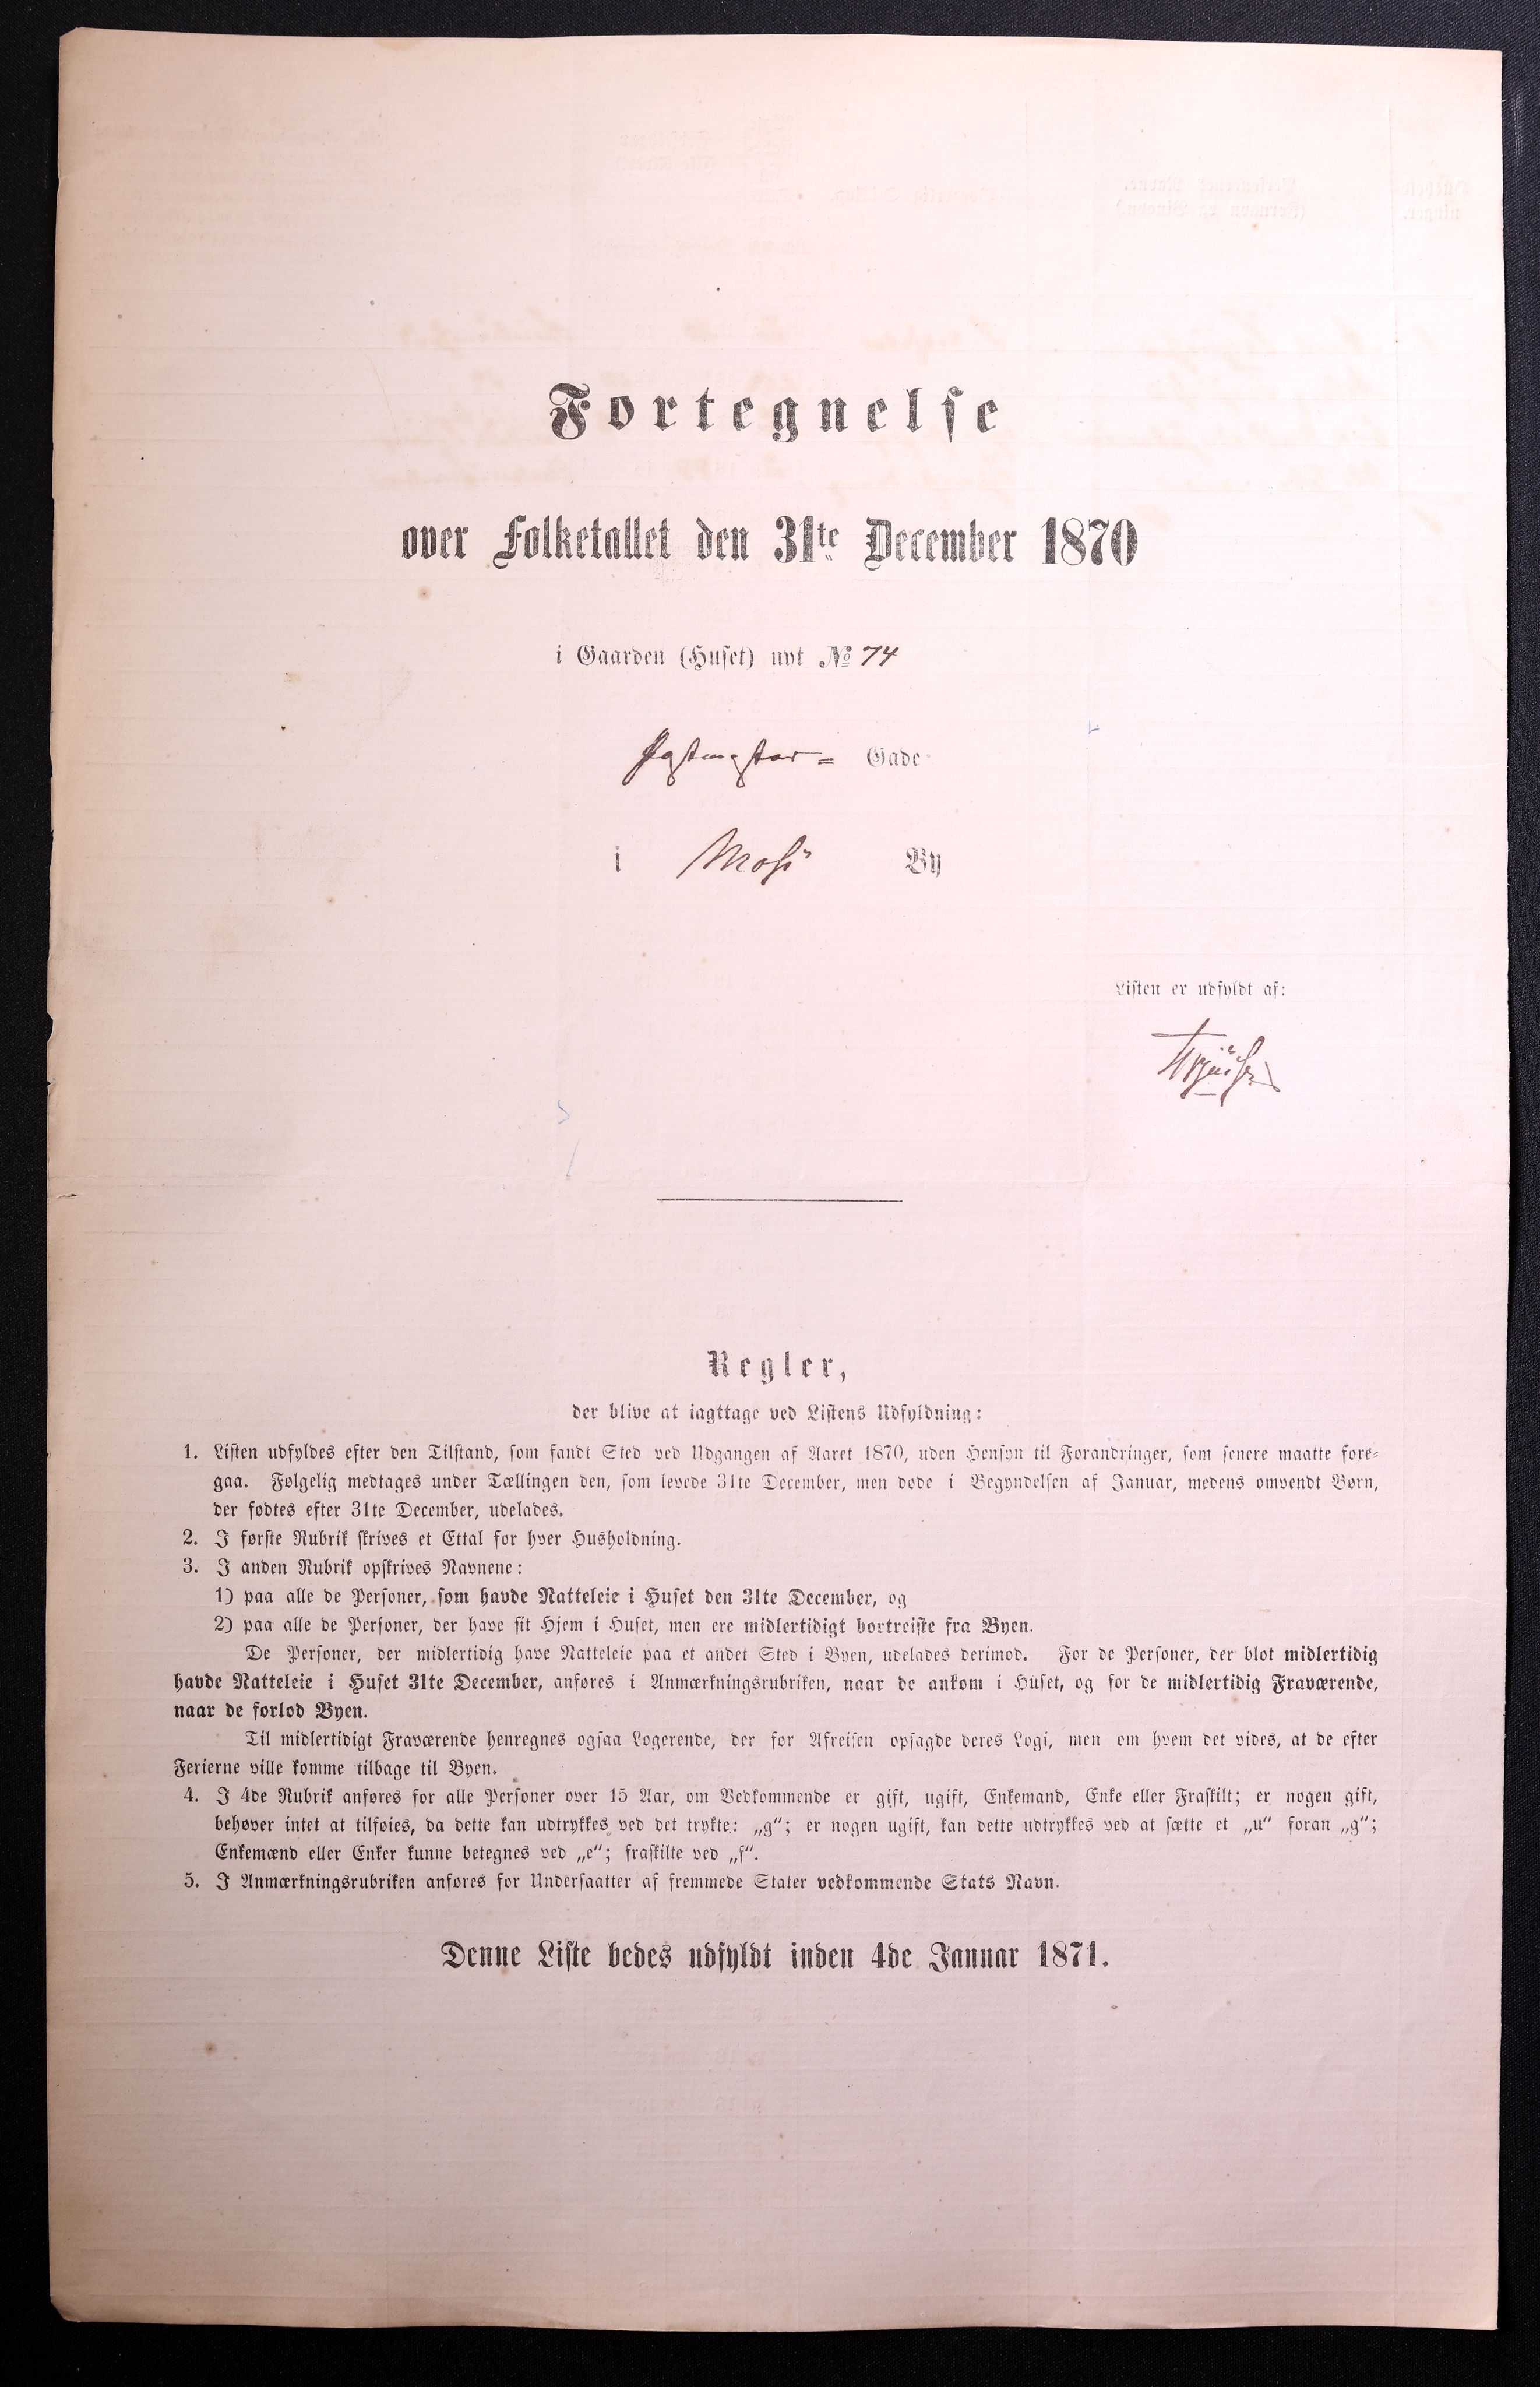 Fortegnelse
over Folketallet den 31te December 1870
i Gaarden (Huset) nyt No 74
Gade
i Moss By
Listen er udfyldt af:
Regler,
der blive at iagttage ved Listens Udfyldning:
1. Listen udfyldes efter den Tilstand, som fandt Sted ved Udgangen af Aaret 1870, uden Hensyn til Forandringer, som senere maatte fore-
gaa. Følgelig medtages under Tællingen den, som levede 31te December, men døde i Begyndelsen af Januar, medens omvendt Børn,
der fødtes efter 31te December, udelades.
2. I første Rubrik skrives et Ettal for hver Husholdning.
3. I anden Rubrik opskrives Navnene:
1) paa alle de Personer, som havde Natteleie i Huset den 31te December, og
2) paa alle de Personer, der have sit Hjem i Huset, men ere midlertidigt bortreiste fra Byen.
De Personer, der midlertidig have Natteleie paa et andet Sted i Byen, udelades derimod. For de Personer, der blot midlertidig
havde Natteleie i Huset 31te December, anføres i Anmærkningsrubriken, naar de ankom i Huset, og for de midlertidig Fraværende,
naar de forlod Byen.
Til midlertidigt Fraværende henregnes ogsaa Logerende, der før Afreisen opsagde deres Logi, men om hvem det vides, at de efter
Ferierne ville komme tilbage til Byen.
4. I 4de Rubrik anføres for alle Personer over 15 Aar, om Vedkommende er gift, ugift, Enkemand, Enke eller Fraskilt; er nogen gift,
behøver intet at tilføies, da dette kan udtrykkes ved det trykte: „g“; er nogen ugift, kan dette udtrykkes ved at sætte et „u“ foran „g“;
Enkemænd eller Enker kunne betegnes ved „e“; fraskilte ved „f“.
5. I Anmærkningsrubriken anføres for Undersaatter af fremmede Stater vedkommende Stats Navn.
Denne Liste bedes udfyldt inden 4de Januar 1871.